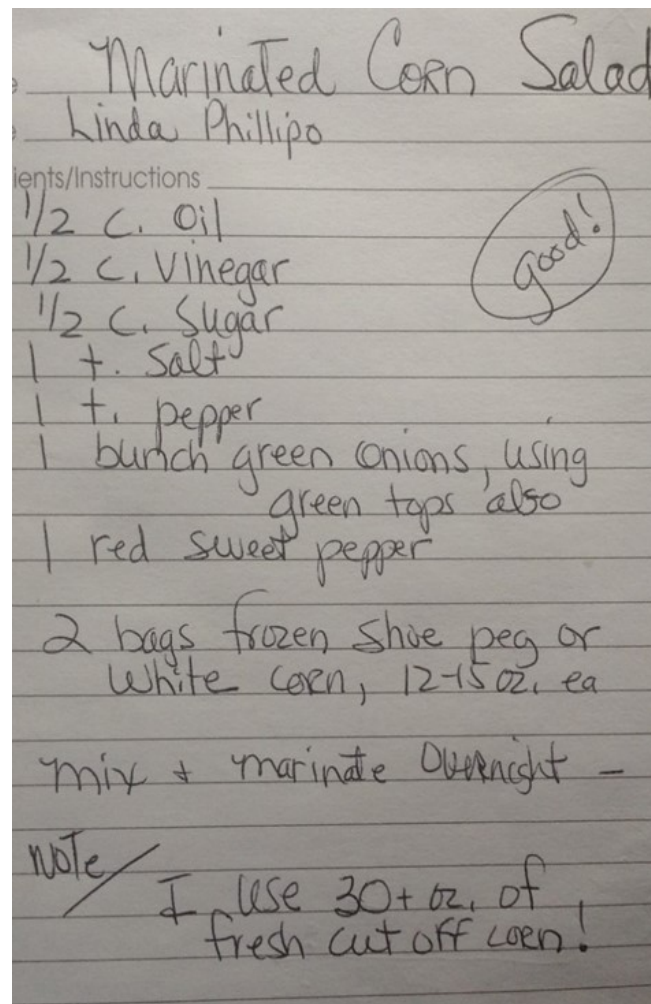 Marinated Corn Salad
Linda Phillipo
ients/Instructions
1/2 c. Oil
good!
1/2 c. Vinegar
1/2 c. Sugar
1 t. Salt
1 t. pepper
1 bunch green onions, using
green tops also
1 red sweet pepper
2 bags frozen shoe peg or
White corn, 12-15 oz. ea
mix + marinate Overnight -
Note/
I use 30+ oz. of
fresh cut off corn!